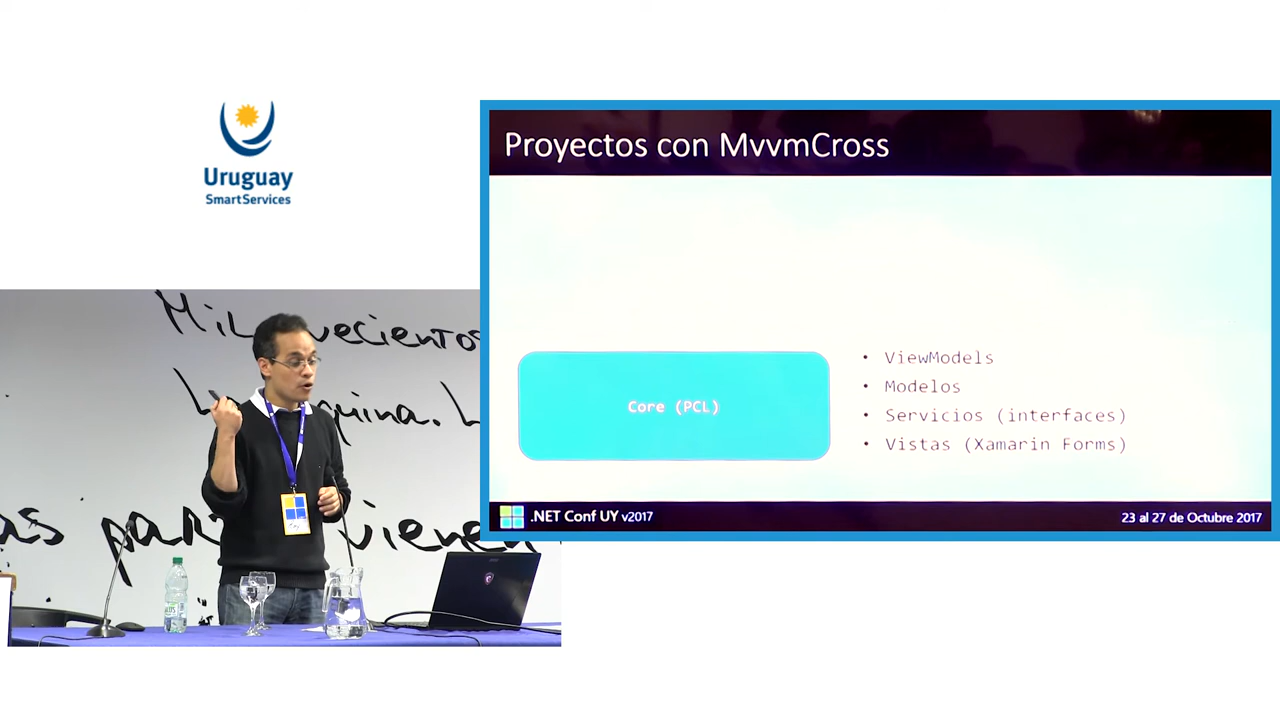 Uruguay
SmartServices
Proyectos con MvvmCross
Core (PCL)
• ViewModels
• Modelos
• Servicios (interfaces)
• Vistas (Xamarin Forms)
.NET Conf UY v2017
23 al 27 de Octubre 2017